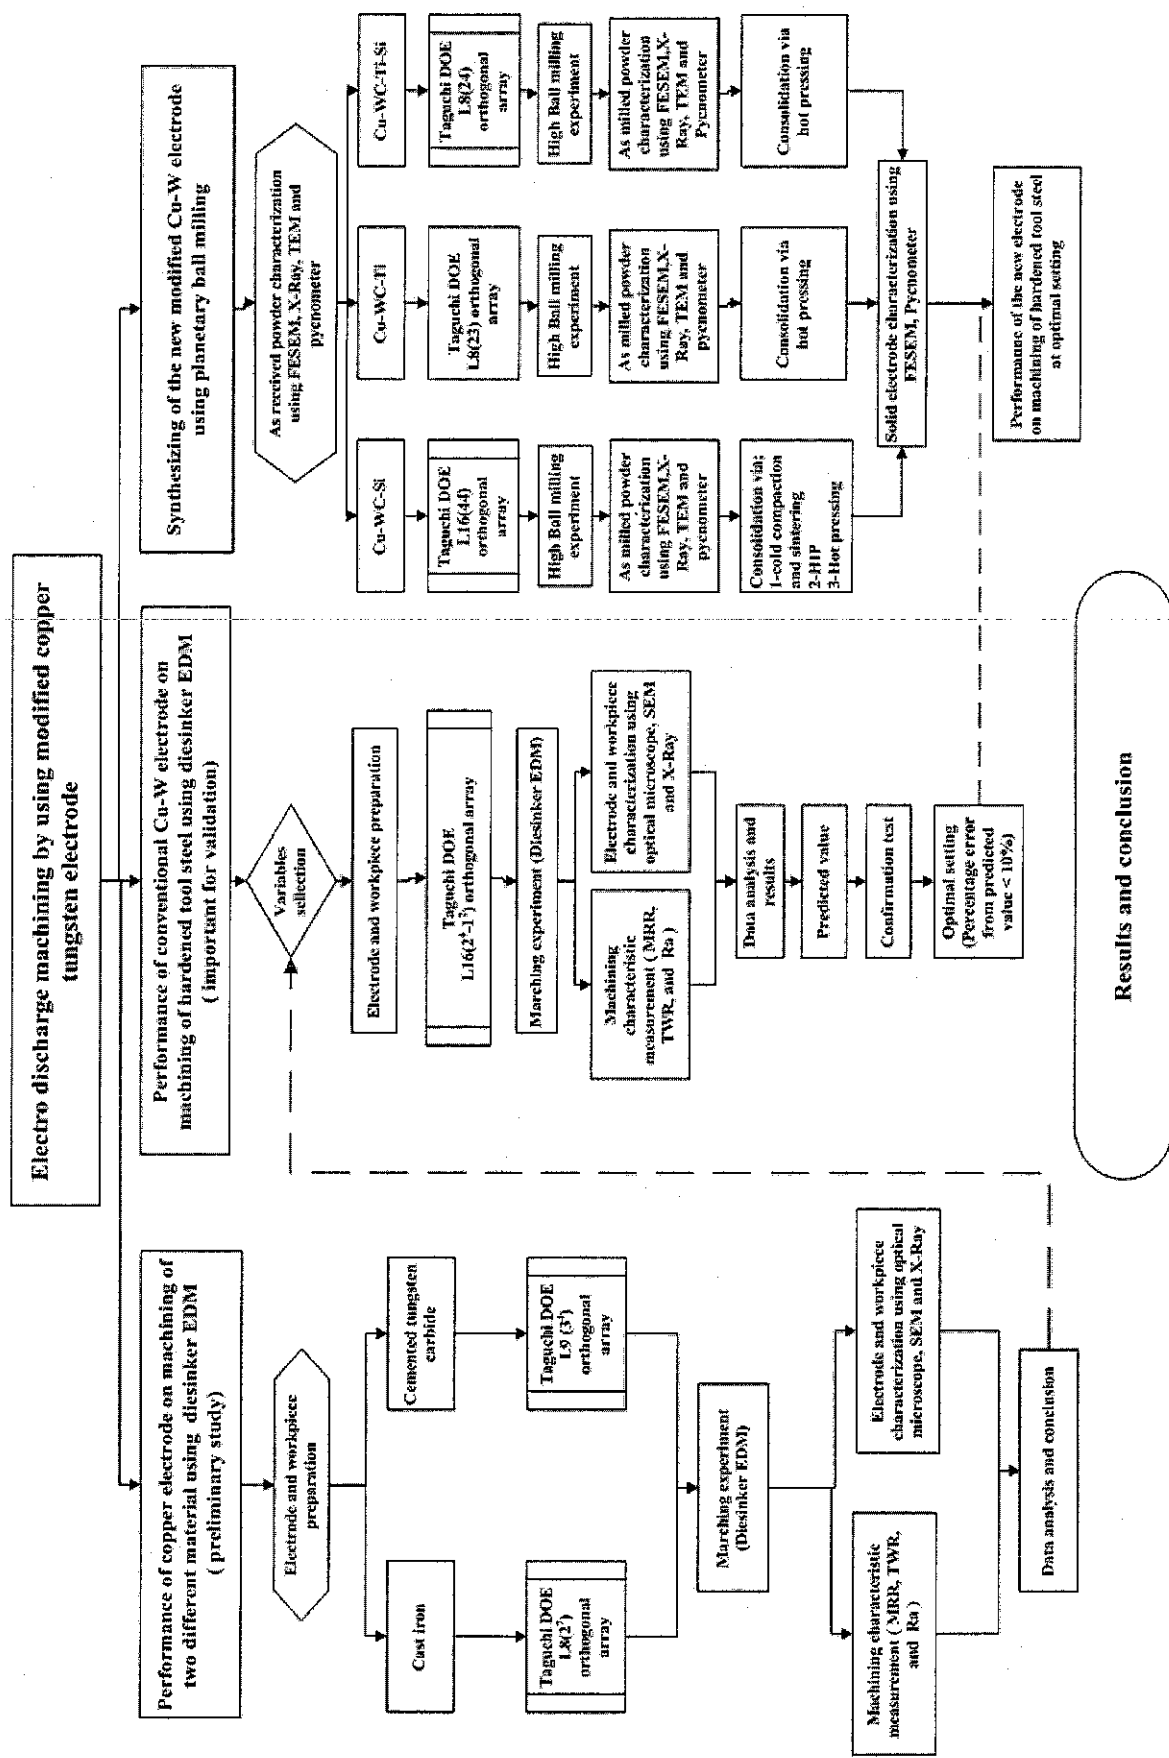 Electro discharge machining by using modified copper
tungsten electrode
Performance of copper electrode on machining of
two different material using diesinker EDM
( preliminary study)
Electrode and workpiece
preparation
Cast iron
Cemented tungsten
carbide
Taguchi DOE
L8(2⁷)
orthogonal
array
Taguchi DOE
L9 (3⁴)
orthogonal
array
Marching experiment
(Diesinker EDM)
Machining characteristic
measurement ( MRR, TWR,
and Ra )
Electrode and workpiece
characterization using optical
microscope, SEM and X-Ray
Data analysis and conclusion
Performance of conventional Cu-W electrode on
machining of hardened tool steel using diesinker EDM
( important for validation)
Variables
sellection
Electrode and workpiece preparation
Taguchi DOE
orthogonal array
Marching experiment (Diesinker EDM)
Machining
characteristic
measurement ( MRR,
TWR, and Ra )
Electrode and workpiece
characterization using
optical microscope, SEM
and X-Ray
Data analysis and
results
Predicted value
Confirmation test
Optimal setting
(Percentage error
from predicted
value < 10%)
Synthesizing of the new modified Cu-W electrode
using planetary ball milling
As received powder characterization
using FESEM, X-Ray, TEM and
pycnometer
Cu-WC-Si
Taguchi DOE
L16(44)
orthogonal
array
High Ball milling
experiment
As milled powder
characterization
using FESEM,X-
Ray, TEM and
pycnometer
Consolidation via;
1-cold compaction
and sintering
2-HIP
3-Hot pressing
Cu-WC-Ti
Taguchi DOE
L8(23) orthogonal
array
High Ball milling
experiment
As milled powder
characterization
using FESEM,X-
Ray, TEM and
pycnometer
Consolidation via
hot pressing
Cu-WC-Ti-Si
Taguchi DOE
L8(24)
orthogonal
array
High Ball milling
experiment
As milled powder
characterization
using FESEM,X-
Ray, TEM and
Pycnometer
Consolidation via
hot pressing
Solid electrode characterization using
FESEM, Pycnometer
Performance of the new electrode
on machining of hardened tool steel
at optimal setting
Results and conclusion